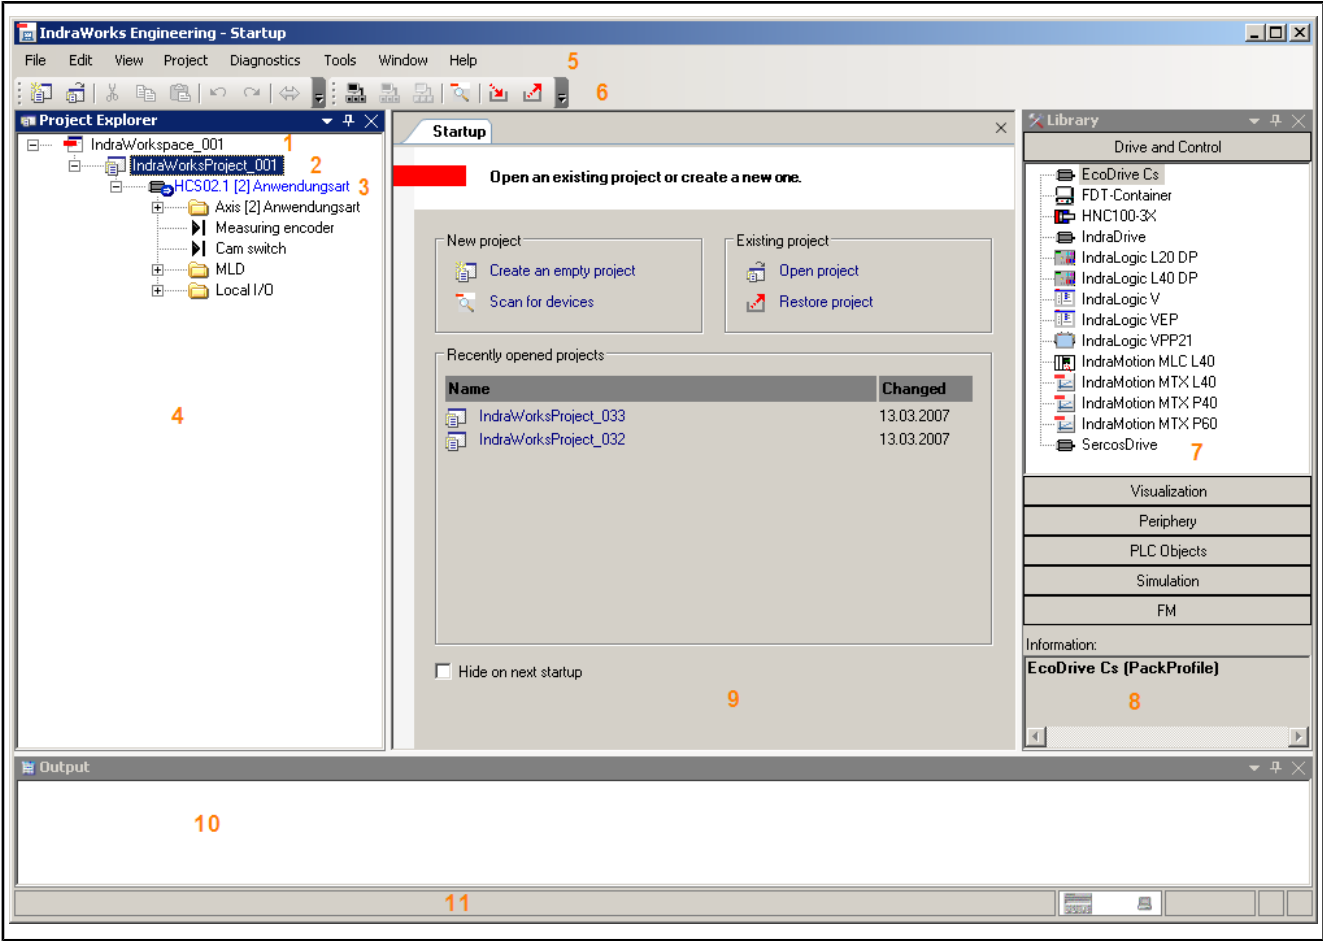 IndraWorks Engineering - Startup
File Edit View Project Diagnostics Tools Window Help 5
6
Project Explorer
IndraWorkspace_001 1
IndraWorksProject_001 2
HCS02.1 [2] Anwendungsart 3
Axis [2] Anwendungsart
Measuring encoder
Cam switch
MLD
Local I/O
4
Startup
Open an existing project or create a new one.
New project
Create an empty project
Scan for devices
Existing project
Open project
Restore project
Recently opened projects
Name Changed
IndraWorksProject_033 13.03.2007
IndraWorksProject_032 13.03.2007
Hide on next startup
9
Library
Drive and Control
EcoDrive Cs
FDT-Container
HNC100-3X
IndraDrive
IndraLogic L20 DP
IndraLogic L40 DP
IndraLogic V
IndraLogic VEP
IndraLogic VPP21
IndraMotion MLC L40
IndraMotion MTX L40
IndraMotion MTX P40
IndraMotion MTX P60
SercosDrive
7
Visualization
Periphery
PLC Objects
Simulation
FM
Information:
EcoDrive Cs (PackProfile)
8
Output
10
11